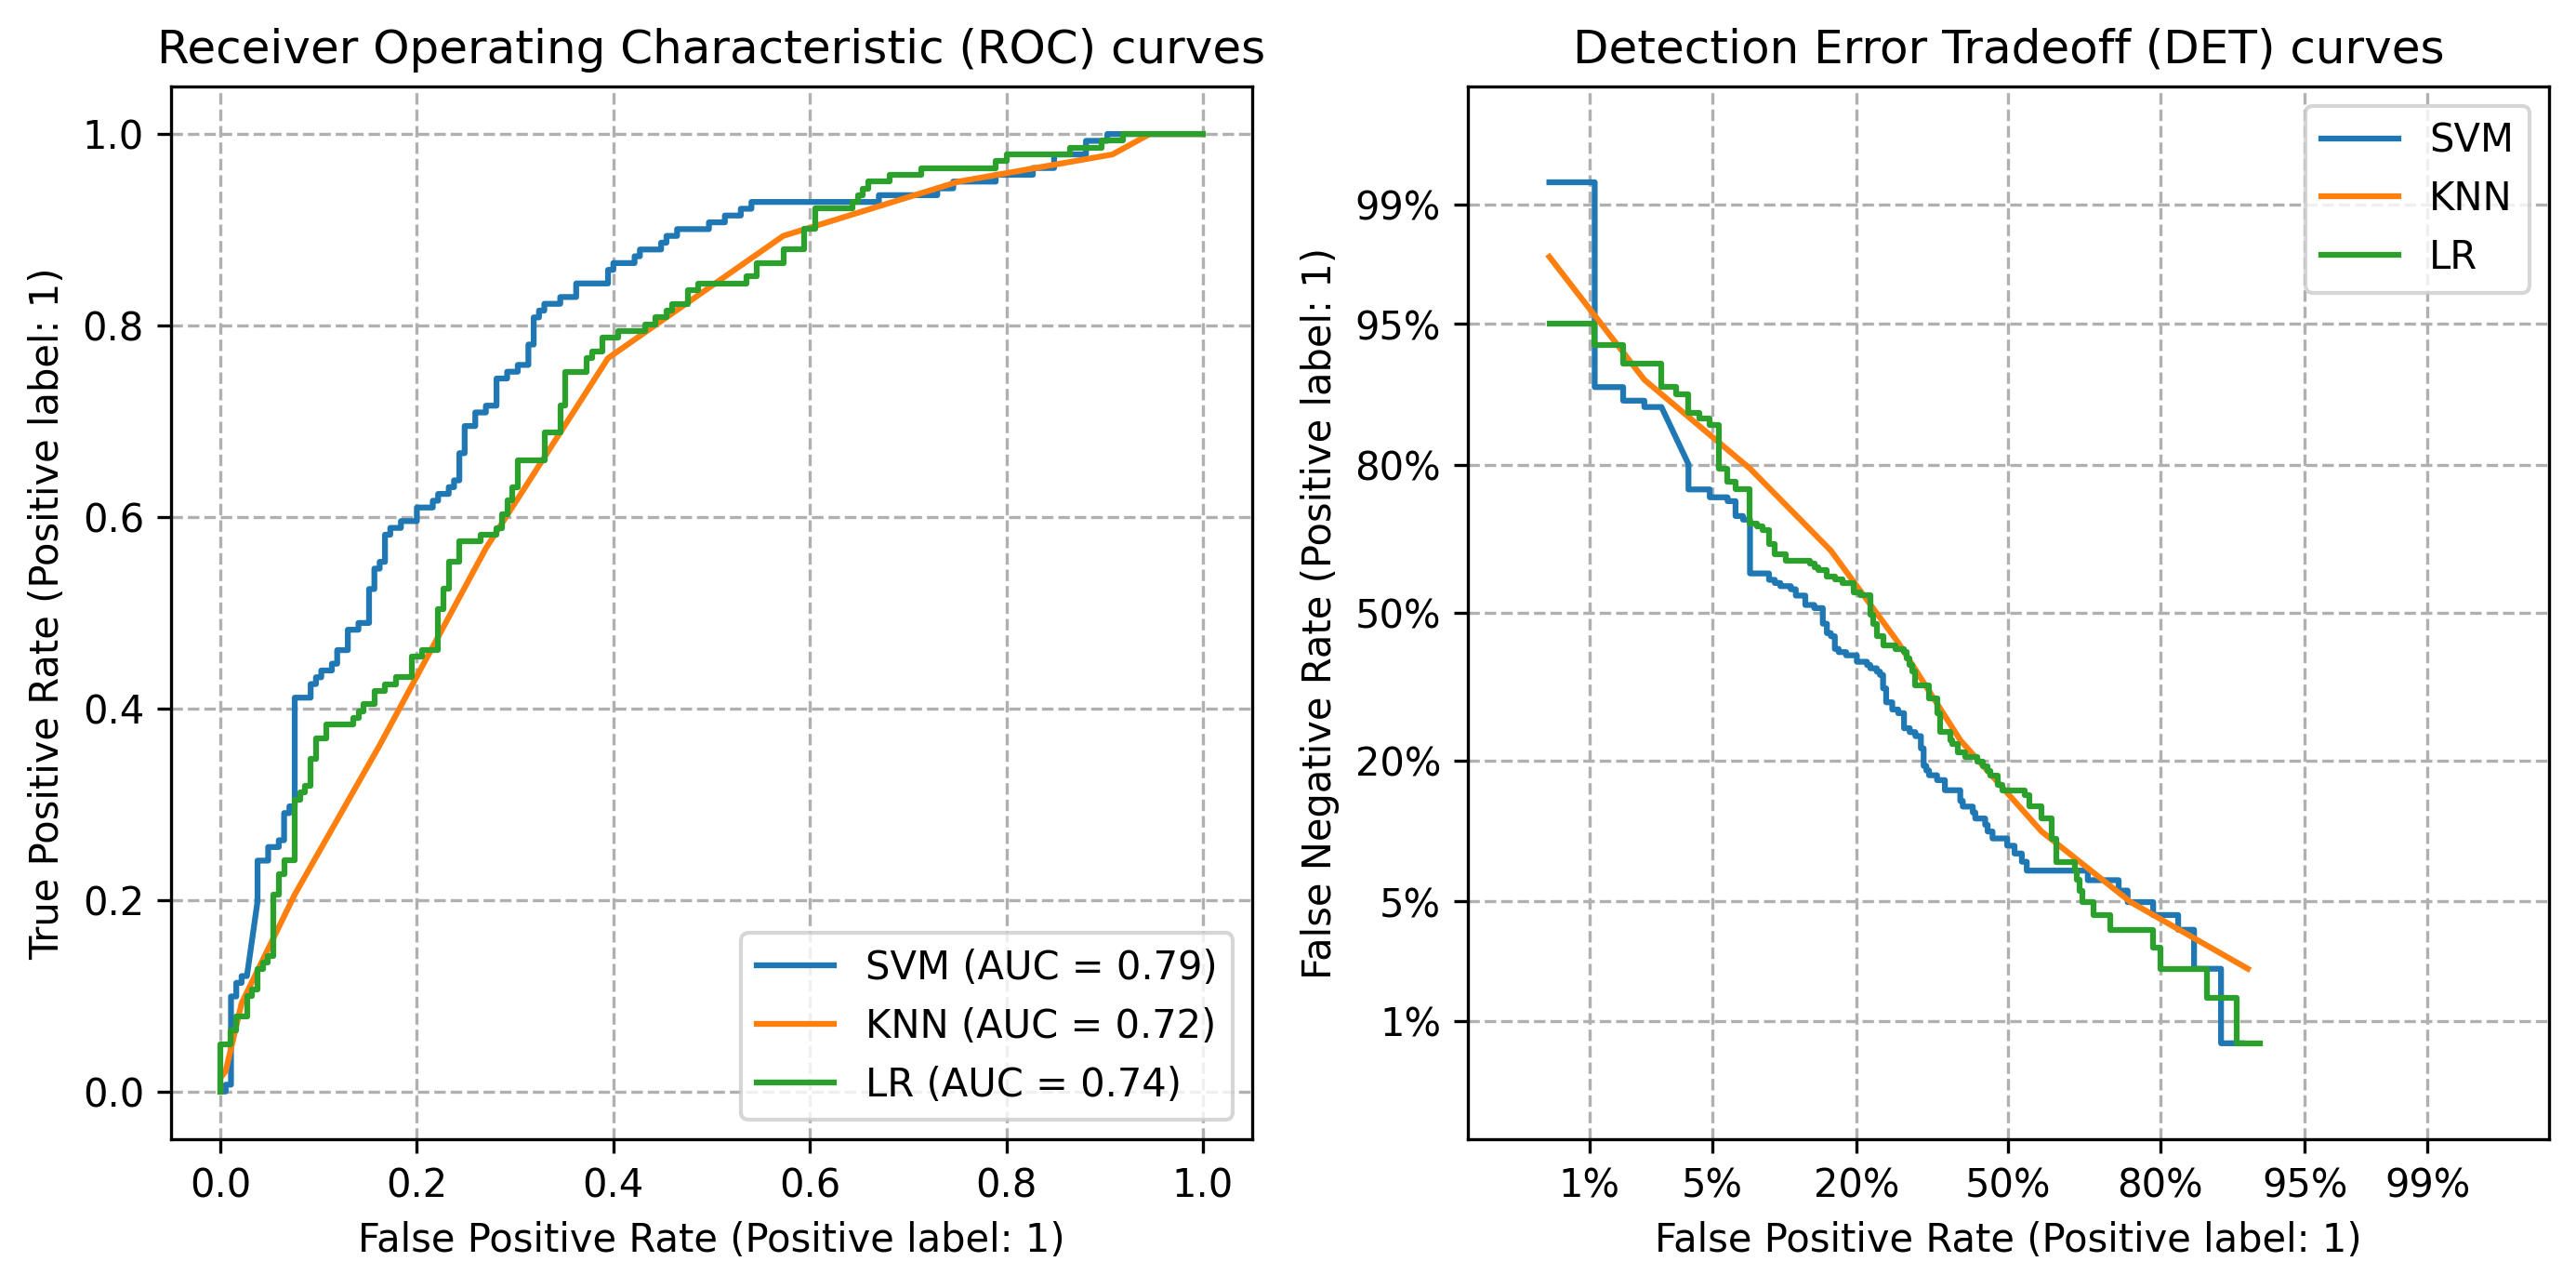 Receiver Operating Characteristic (ROC) curves
True Positive Rate (Positive label: 1)
1.0
0.8
0.6
0.4
0.2
0.0
SVM (AUC = 0.79)
KNN (AUC = 0.72)
LR (AUC = 0.74)
0.0 0.2 0.4 0.6 0.8 1.0
False Positive Rate (Positive label: 1)
Detection Error Tradeoff (DET) curves
False Negative Rate (Positive label: 1)
99%
95%
80%
50%
20%
5%
1%
SVM
KNN
LR
1% 5% 20% 50% 80% 95% 99%
False Positive Rate (Positive label: 1)